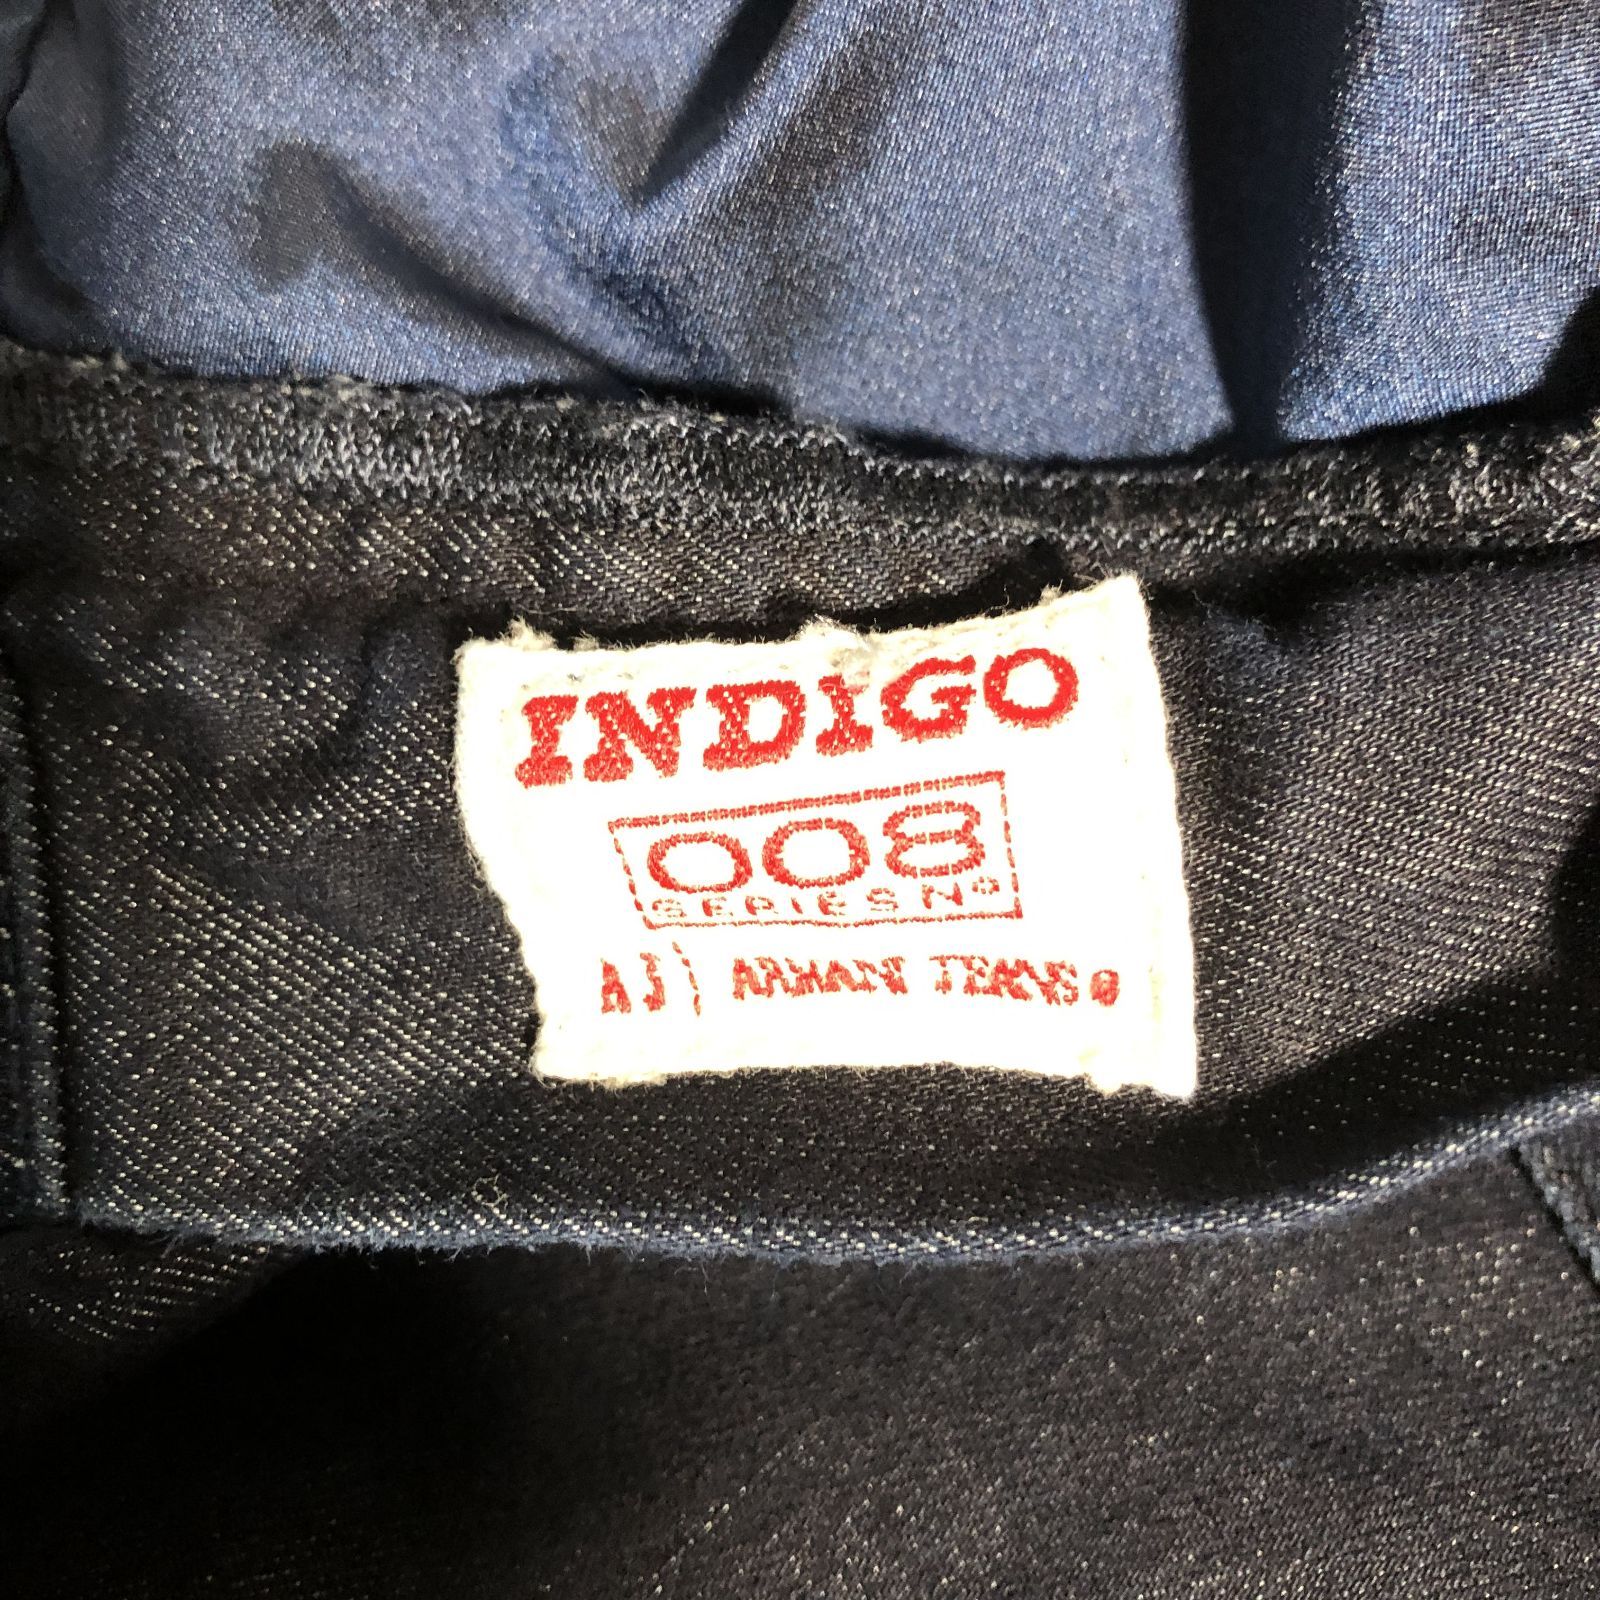 INDiGO
008
SERIES Nº
AJ | ARMANI JEANS ®